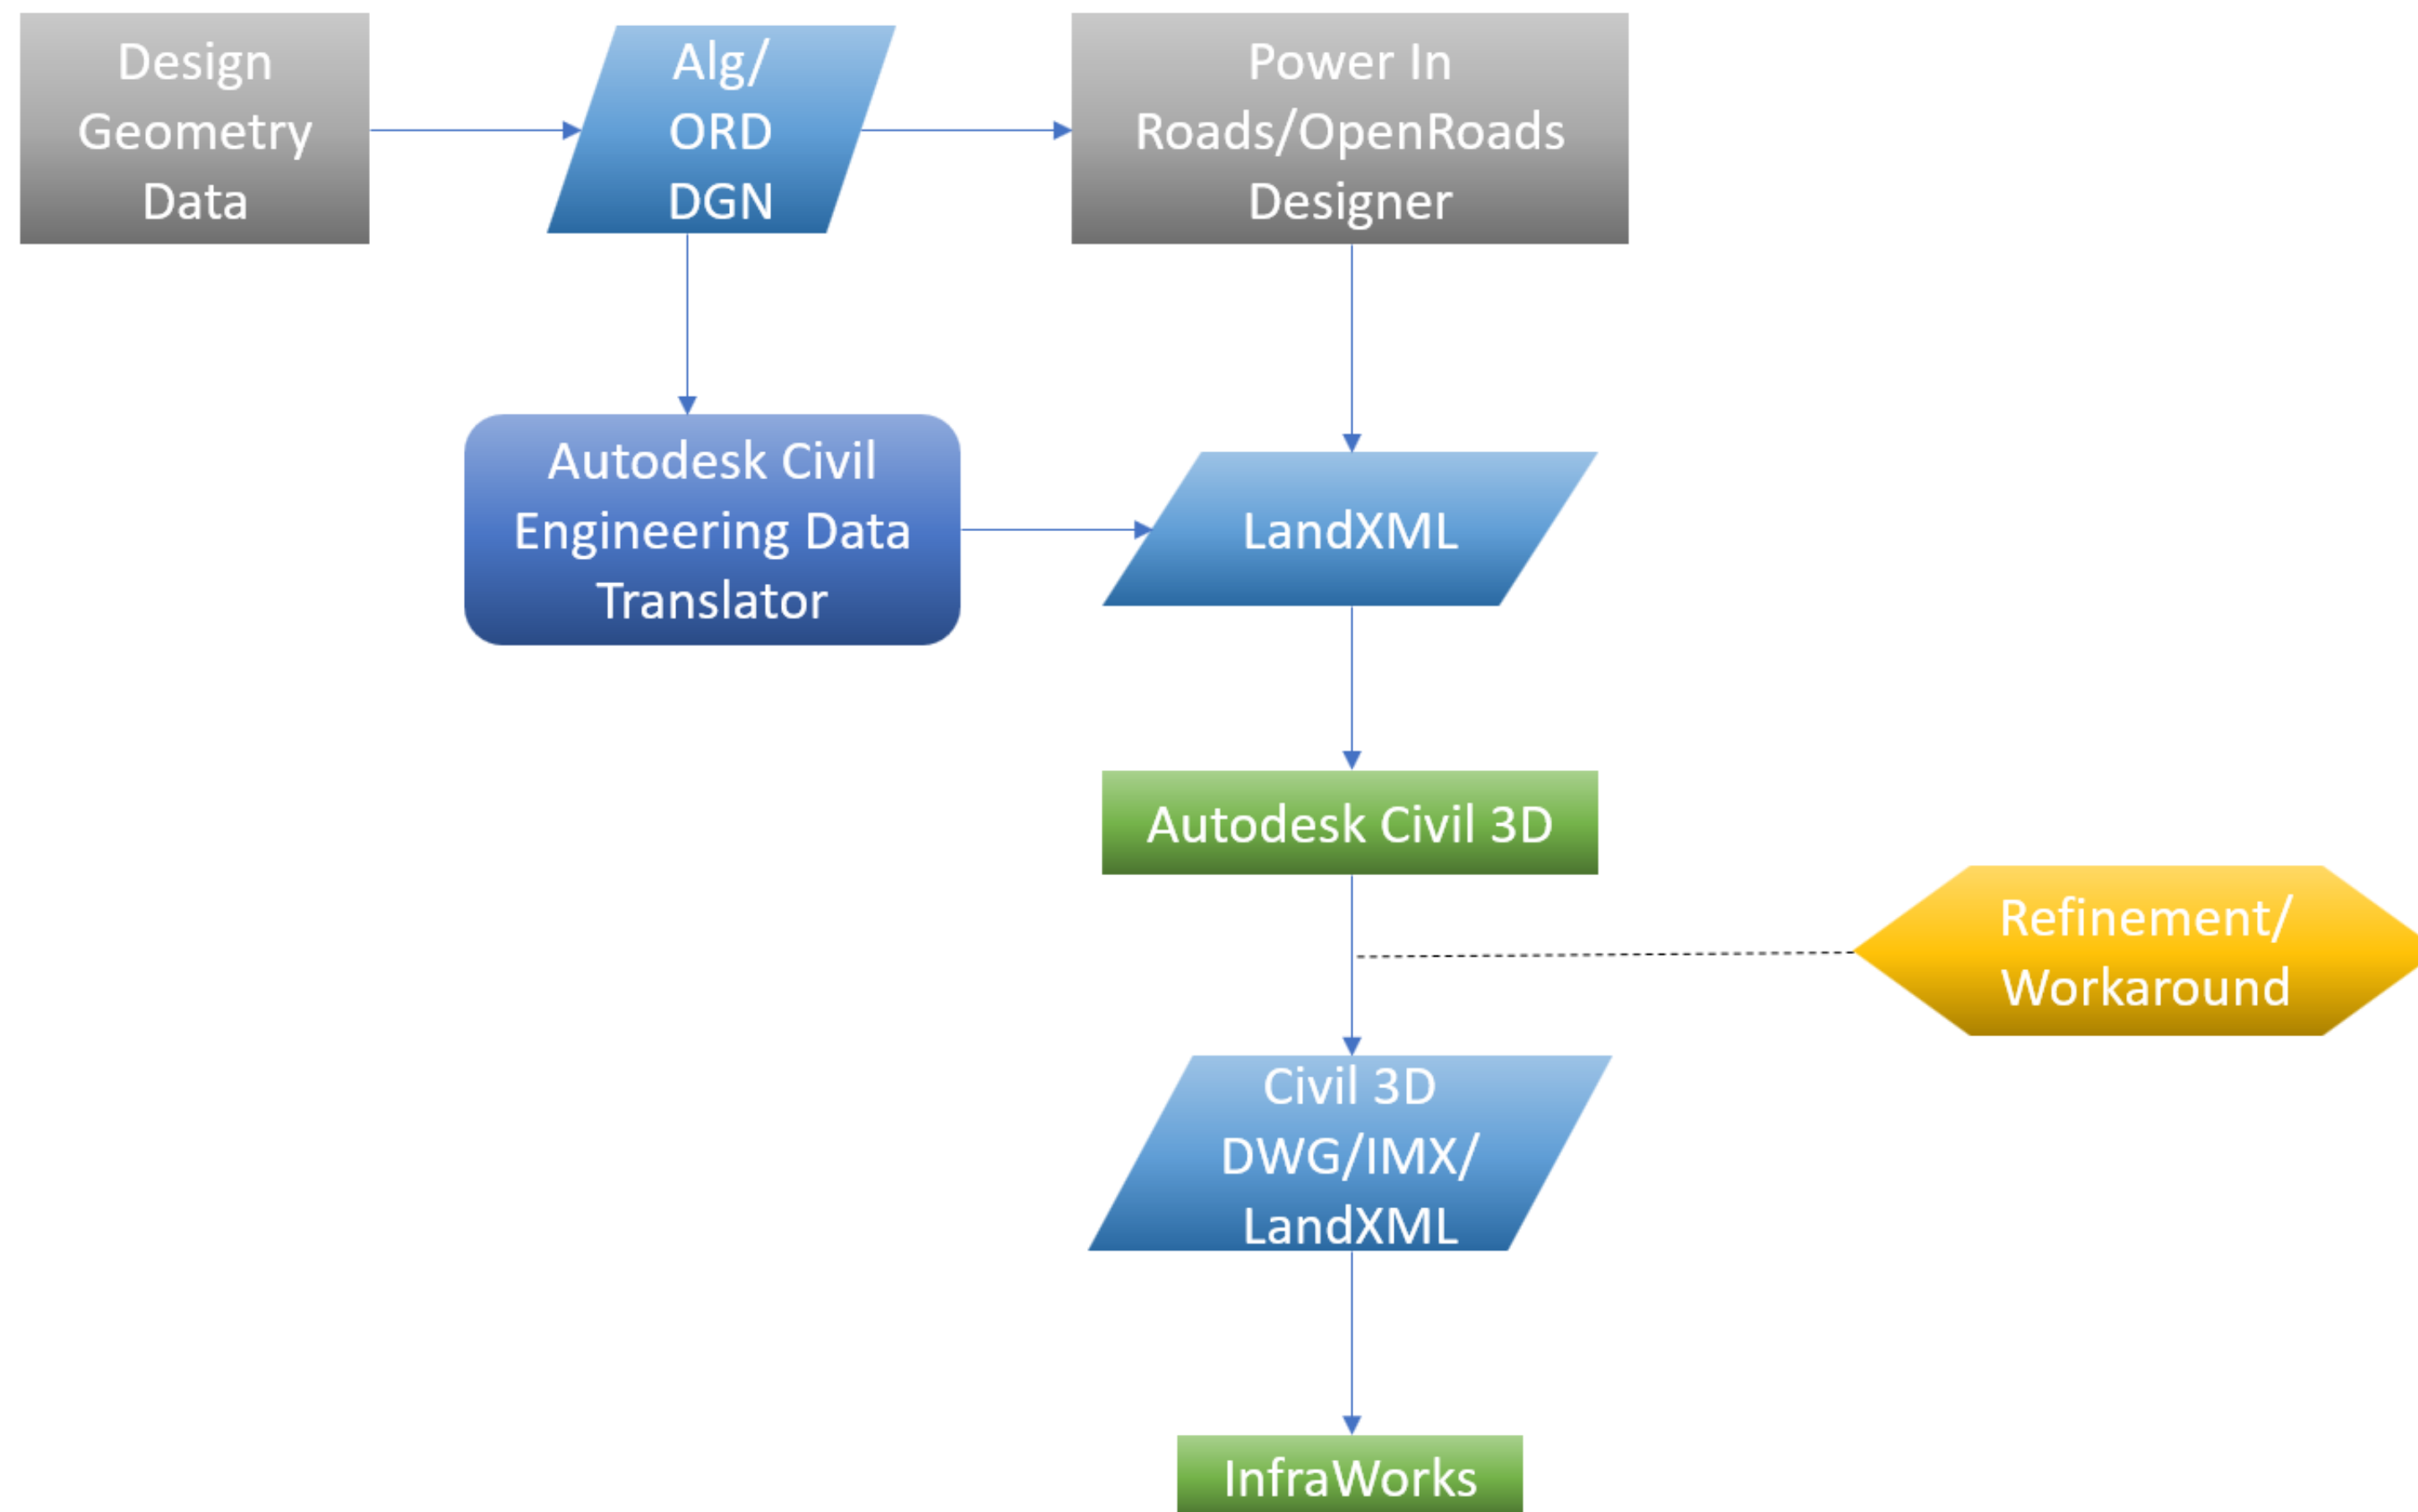 Design
Geometry
Data
Alg/
ORD
DGN
Power In
Roads/OpenRoads
Designer
Autodesk Civil
Engineering Data
Translator
LandXML
Autodesk Civil 3D
Refinement/
Workaround
Civil 3D
DWG/IMX/
LandXML
InfraWorks